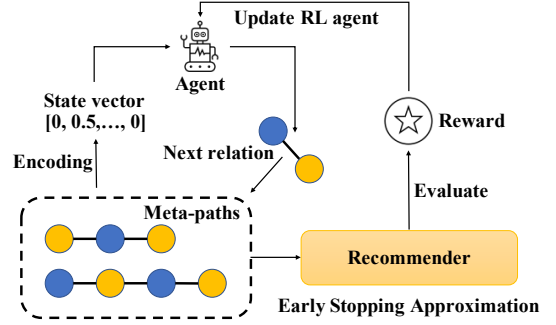 Update RL agent
Agent
State vector
[0, 0.5,…, 0]
Reward
Next relation
Encoding
Evaluate
Meta-paths
Recommender
Early Stopping Approximation